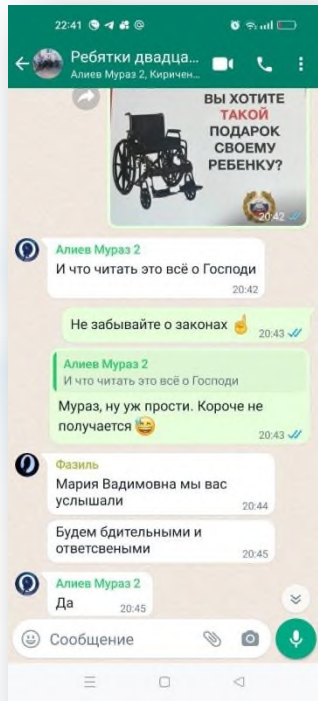 22:41
Ребятки двадца...
Алиев Мураз 2, Киричен...
ВЫ ХОТИТЕ
ТАКОЙ
ПОДАРОК
СВОЕМУ
РЕБЕНКУ?
20:42
Алиев Мураз 2
И что читать это всё о Господи
20:42
Не забывайте о законах ☝
20:43
Алиев Мураз 2
И что читать это всё о Господи
Мураз, ну уж прости. Короче не
получается 😅
20:43
Фазиль
Мария Вадимовна мы вас
услышали
20:44
Будем бдительными и
ответсвеными
20:45
Алиев Мураз 2
Да
20:45
Сообщение